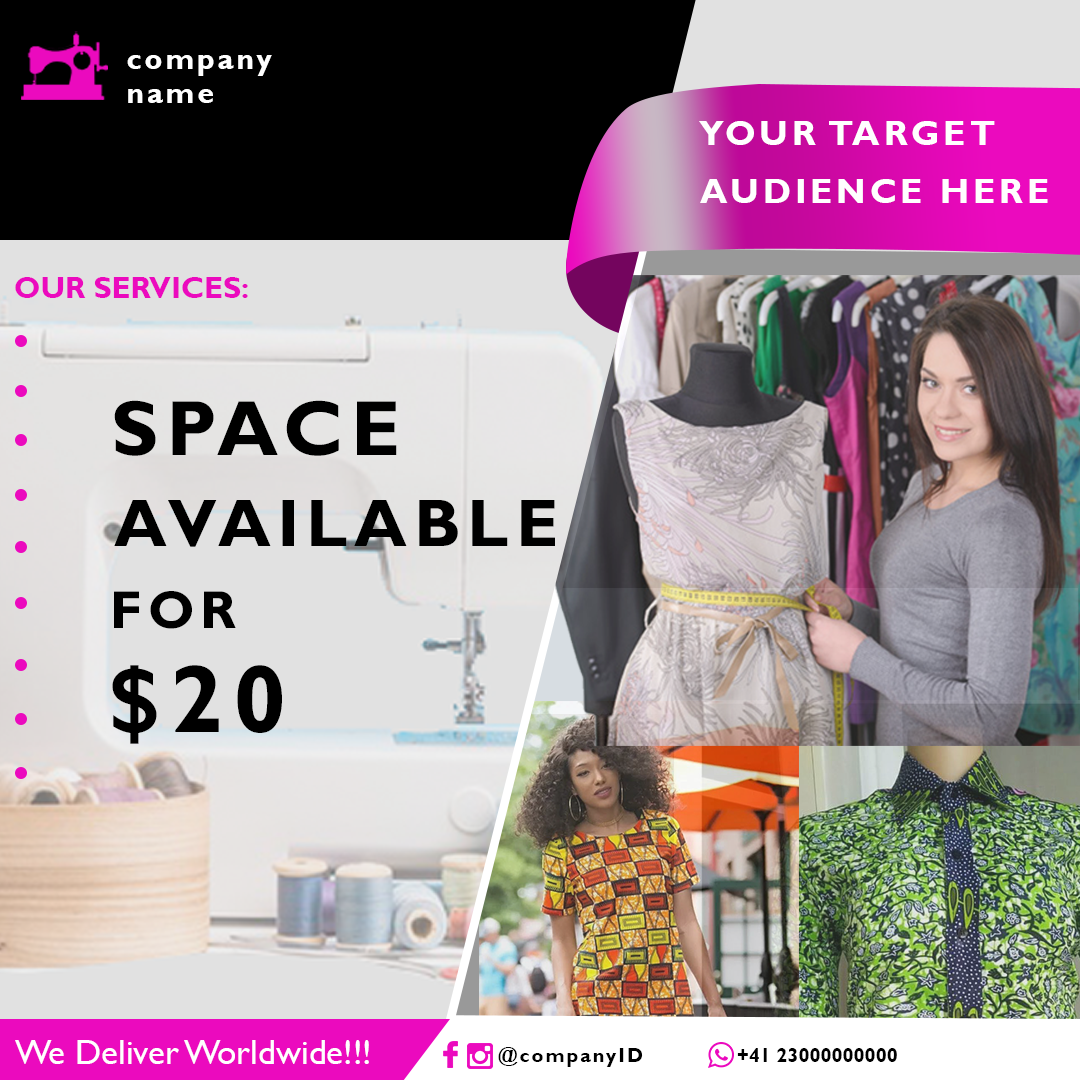 company
name
YOUR TARGET
AUDIENCE HERE
OUR SERVICES:
SPACE
AVAILABLE
FOR
$20
We Deliver Worldwide!!!
@companyID
+41 23000000000